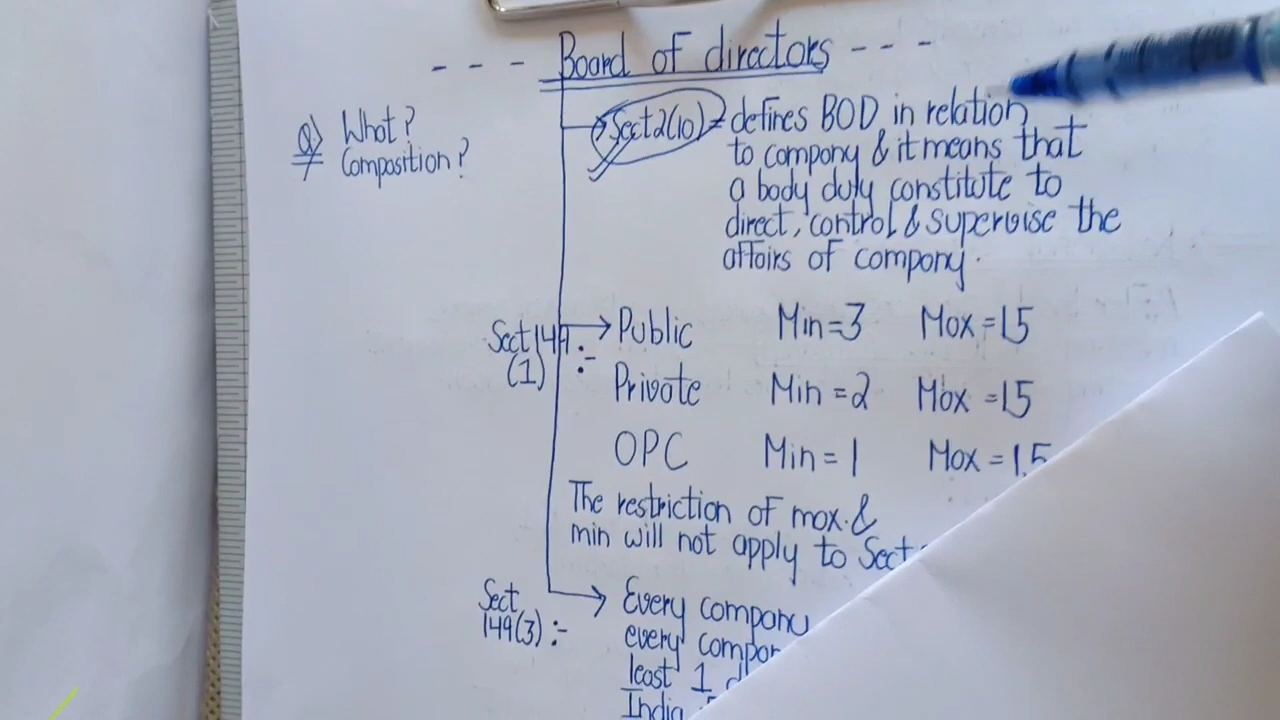 - - - Board of directors - - -
Q) What?
Composition?
Sect 2(10) = defines BOD in relation
to company & it means that
a body duly constitute to
direct, control & supervise the
affairs of company.
Sect 149 (1) :- Public Min = 3 Max = 15
Private Min = 2 Max = 15
OPC Min = 1 Max = 15
The restriction of max. &
min will not apply to Sect
Sect 149(3) :- Every company
every compan
least 1 d
India